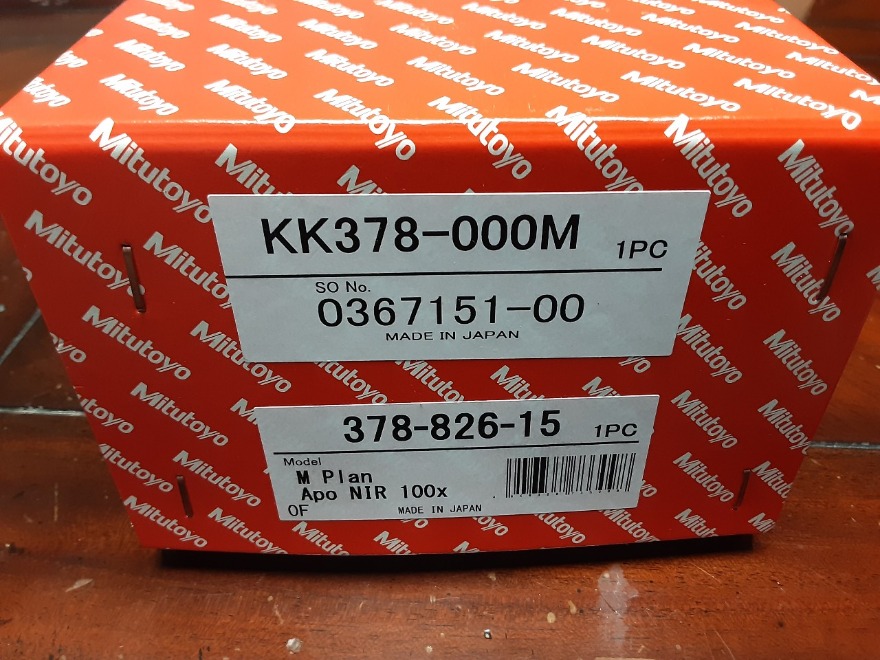 Mitutoyo
KK378-000M 1PC
SO No.
0367151-00
MADE IN JAPAN
378-826-15 1PC
Model
M Plan
Apo NIR 100x
OF MADE IN JAPAN